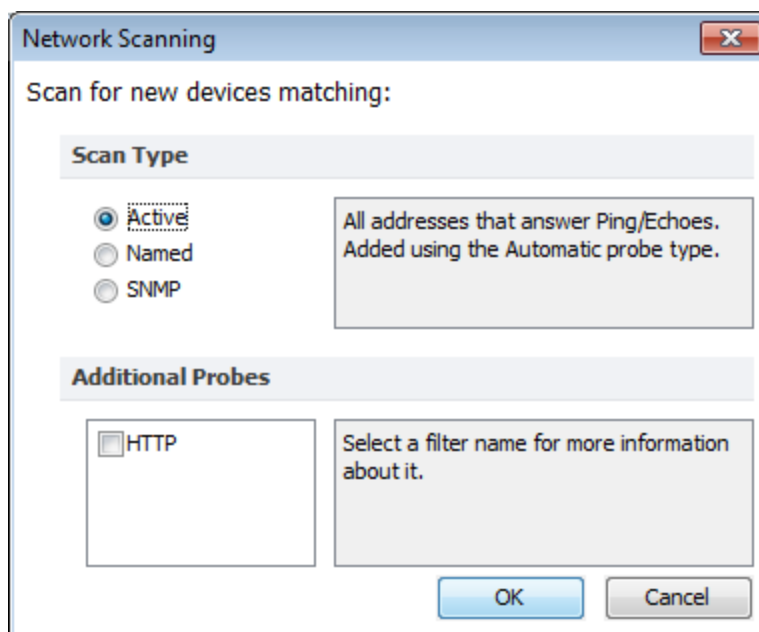 Network Scanning
Scan for new devices matching:
Scan Type
Active
Named
SNMP
All addresses that answer Ping/Echoes.
Added using the Automatic probe type.
Additional Probes
HTTP
Select a filter name for more information
about it.
OK
Cancel